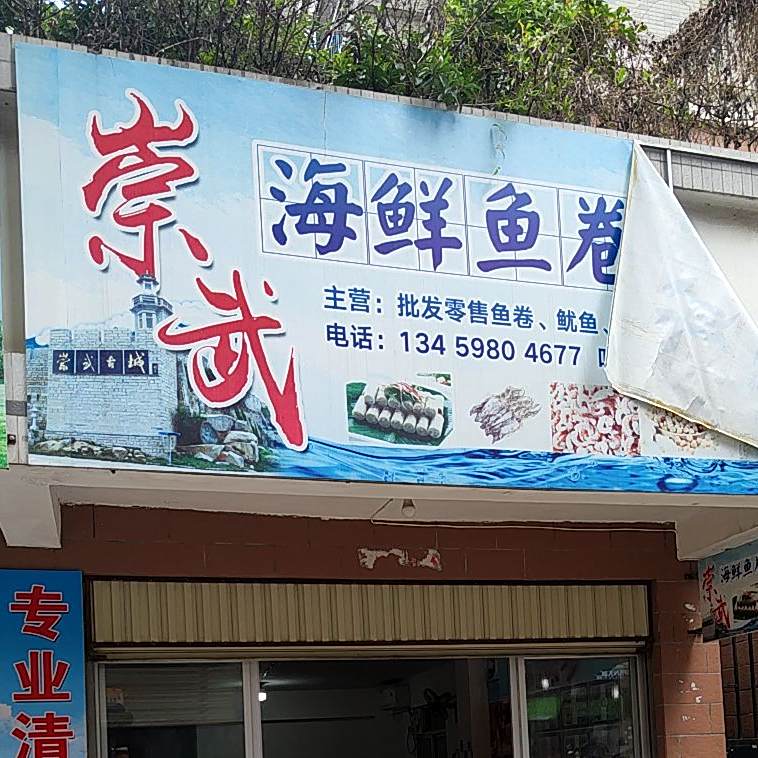 崇武
海鲜鱼卷
主营：批发零售鱼卷、鱿鱼、
电话：134 5980 4677
崇武古城
崇武
海鲜鱼
专业清